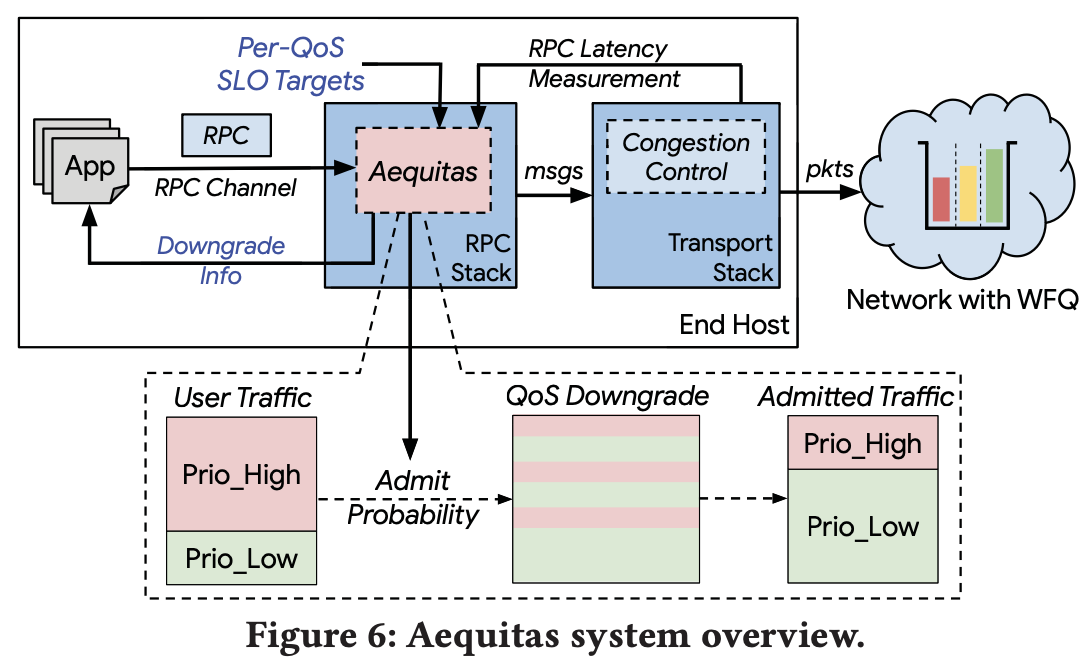 Per-QoS
SLO Targets
RPC Latency
Measurement
RPC
App
RPC Channel
Aequitas
msgs
Congestion
Control
pkts
Downgrade
Info
RPC
Stack
Transport
Stack
Network with WFQ
End Host
User Traffic
QoS Downgrade
Admitted Traffic
Prio_High
Prio_Low
Admit
Probability
Prio_High
Prio_Low
Figure 6: Aequitas system overview.